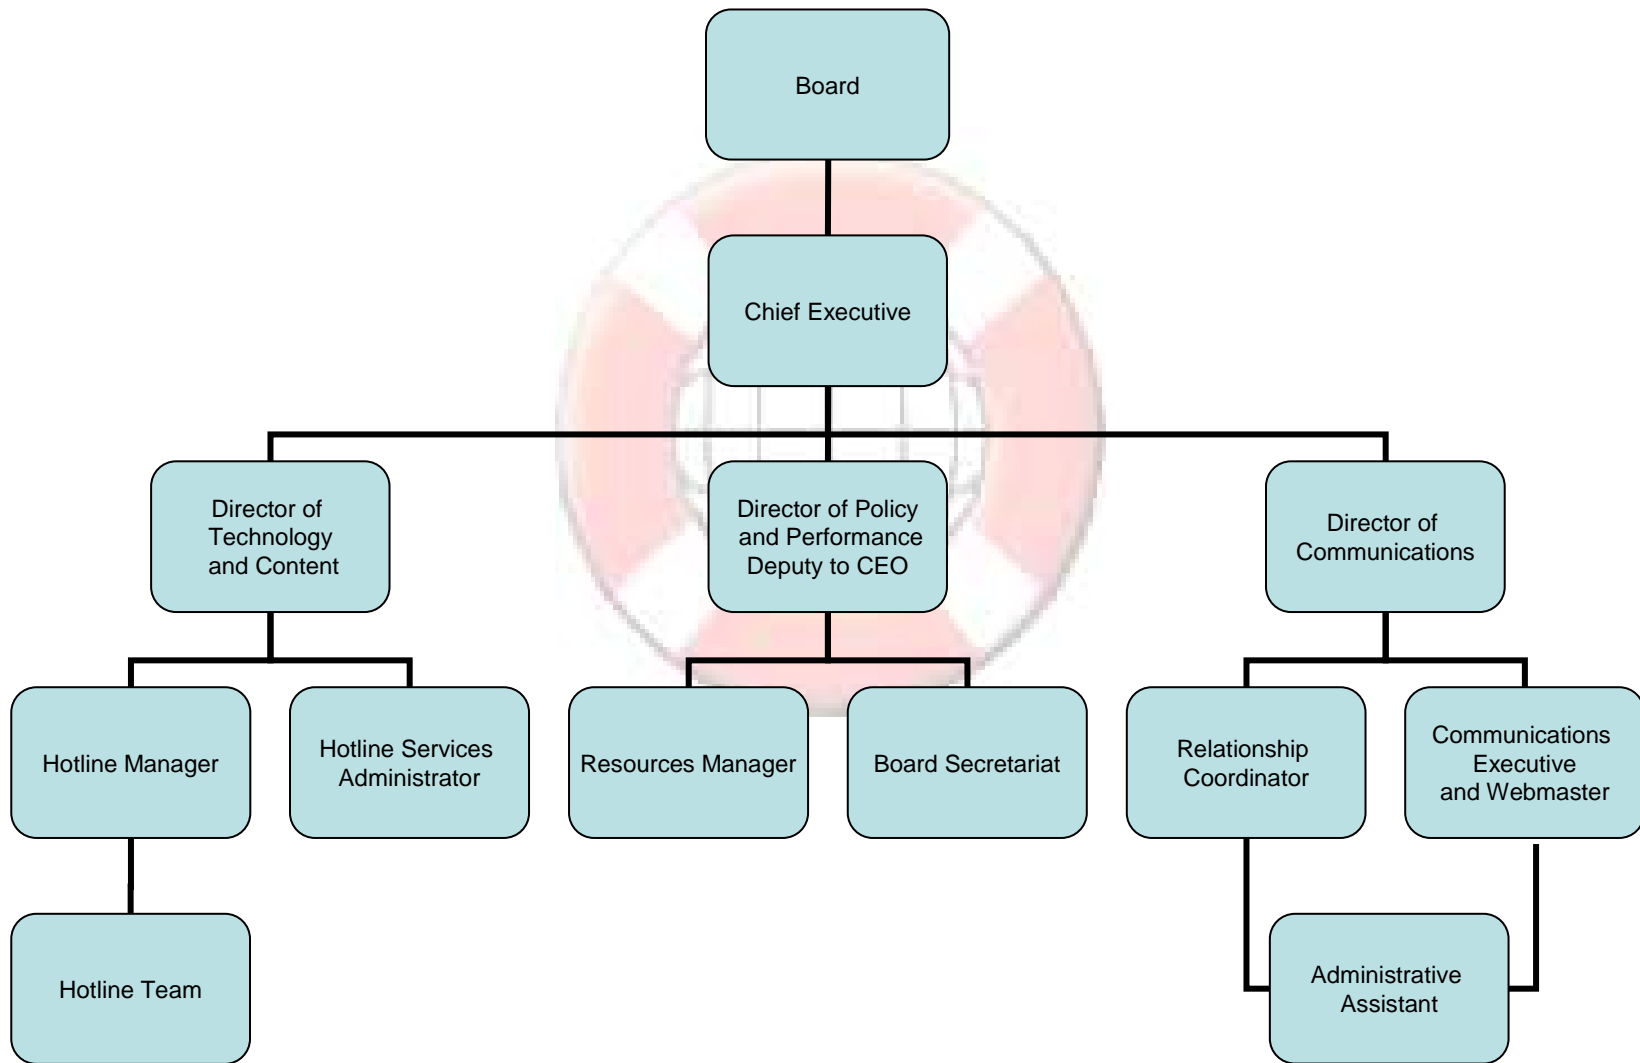 Board
Chief Executive
Director of
Technology
and Content
Director of Policy
and Performance
Deputy to CEO
Director of
Communications
Hotline Manager
Hotline Services
Administrator
Resources Manager
Board Secretariat
Relationship
Coordinator
Communications
Executive
and Webmaster
Hotline Team
Administrative
Assistant